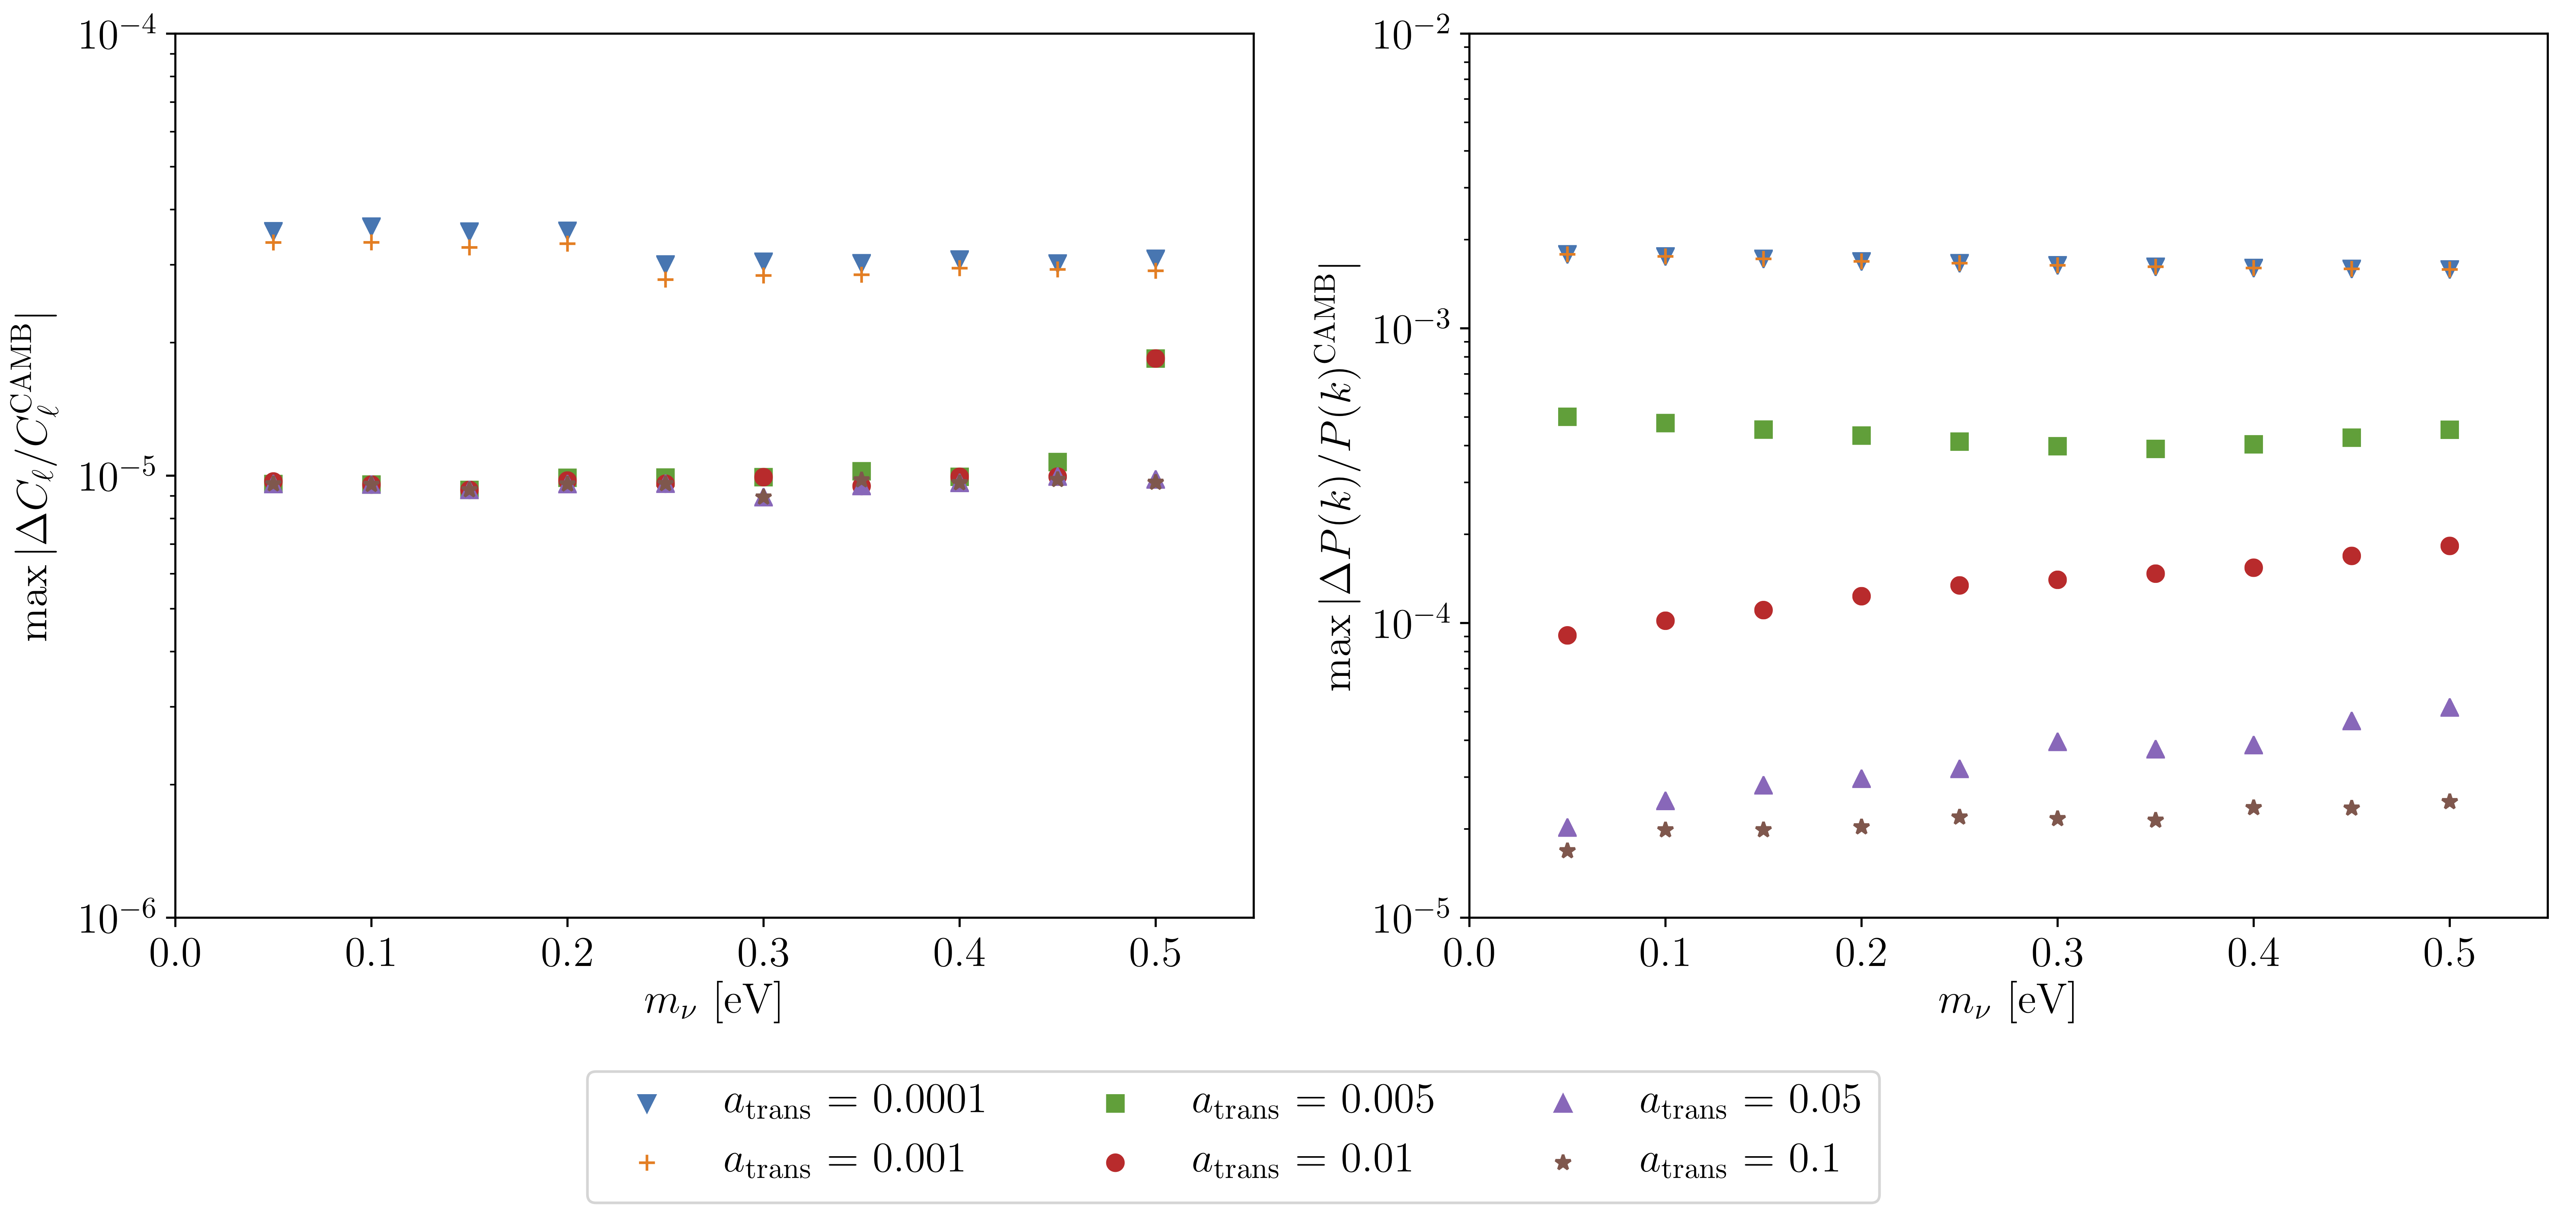 10⁻⁴
10⁻⁵
10⁻⁶
max |ΔC_ℓ/C_ℓ^CAMB|
0.0 0.1 0.2 0.3 0.4 0.5
m_ν [eV]
10⁻²
10⁻³
10⁻⁴
10⁻⁵
max |ΔP(k)/P(k)^CAMB|
0.0 0.1 0.2 0.3 0.4 0.5
m_ν [eV]
a_trans = 0.0001 a_trans = 0.005 a_trans = 0.05
a_trans = 0.001 a_trans = 0.01 a_trans = 0.1